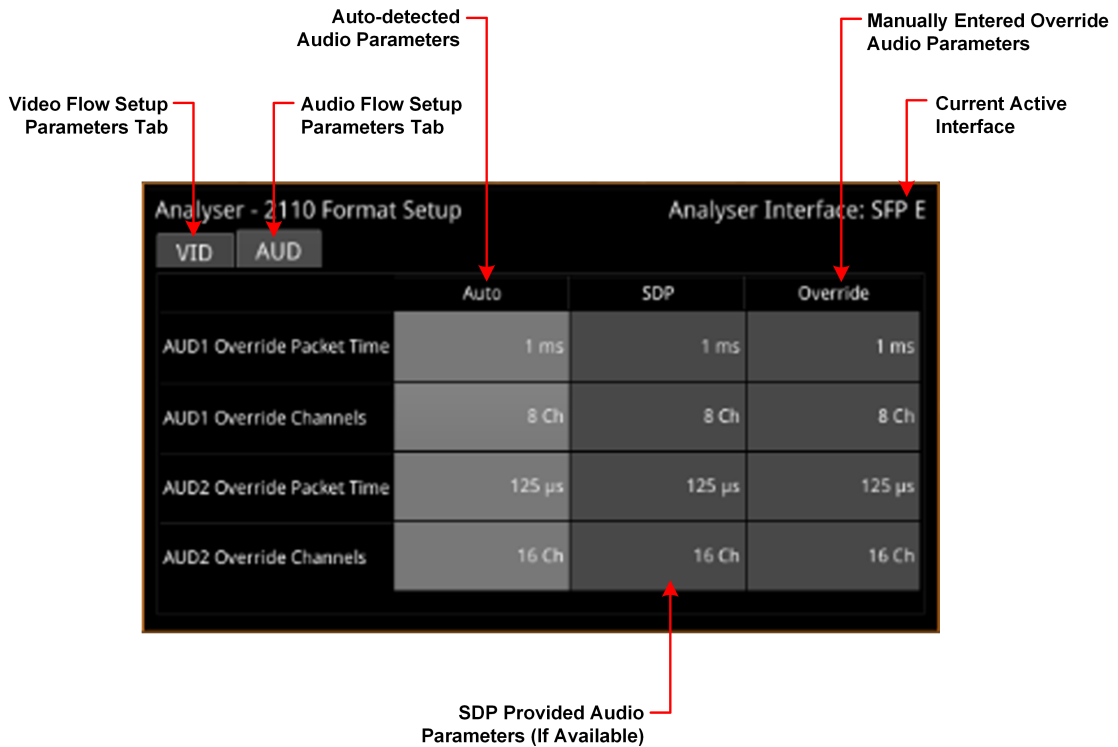 Auto-detected
Audio Parameters
Manually Entered Override
Audio Parameters
Video Flow Setup
Parameters Tab
Audio Flow Setup
Parameters Tab
Current Active
Interface
Analyser - 2110 Format Setup
Analyser Interface: SFP E
VID
AUD
Auto SDP Override
AUD1 Override Packet Time 1 ms 1 ms 1 ms
AUD1 Override Channels 8 Ch 8 Ch 8 Ch
AUD2 Override Packet Time 125 µs 125 µs 125 µs
AUD2 Override Channels 16 Ch 16 Ch 16 Ch
SDP Provided Audio
Parameters (If Available)